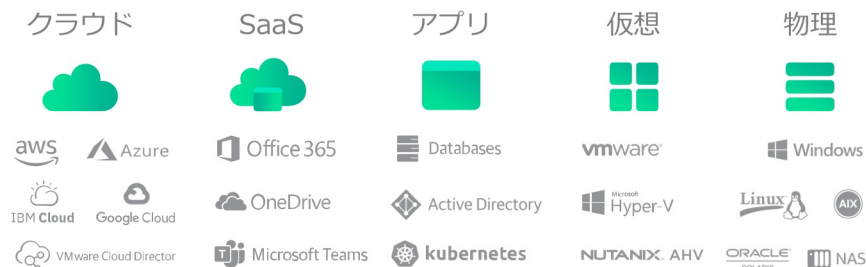 クラウド SaaS アプリ 仮想 物理
aws Azure Office 365 Databases vmware Windows
IBM Cloud Google Cloud OneDrive Active Directory Microsoft Hyper-V Linux AIX
VMware Cloud Director Microsoft Teams kubernetes NUTANIX AHV ORACLE NAS